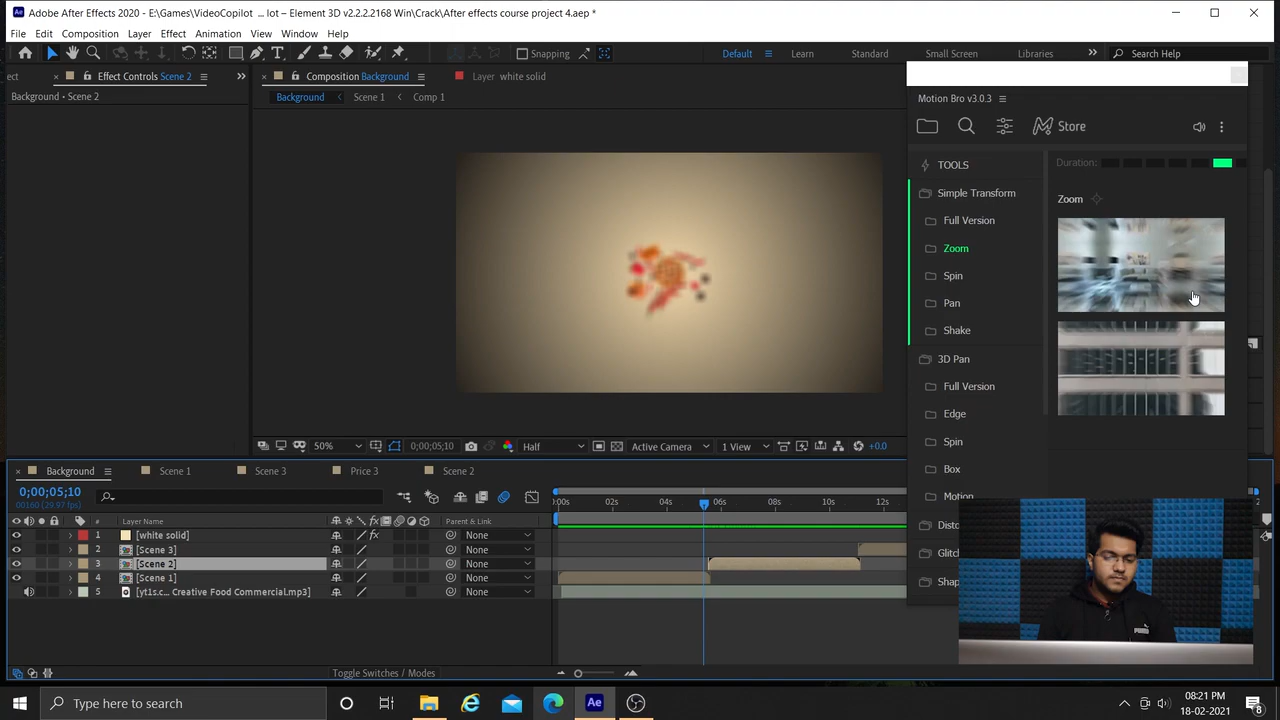 Adobe After Effects 2020 - E:\Games\VideoCopilot ... lot – Element 3D v2.2.2.2168 Win\Crack\After effects course project 4.aep *
File Edit Composition Layer Effect Animation View Window Help
Snapping Default Learn Standard Small Screen Libraries Search Help
ect Effect Controls Scene 2 Composition Background Layer white solid
Background • Scene 2 Background Scene 1 Comp 1
Motion Bro v3.0.3
Store
TOOLS
Duration:
Simple Transform
Zoom
Full Version
Zoom
Spin
Pan
Shake
3D Pan
Full Version
Edge
Spin
Box
Motion
Disto
Glitch
Shap
50% 0;00;05;10 Half Active Camera 1 View +0.0
Background Scene 1 Scene 3 Price 3 Scene 2
0;00;05;10
00160 (29.97 fps)
:00s 02s 04s 06s 08s 10s 12s
# Layer Name fx Parent & Link
1 [white solid] None
2 [Scene 3] None
3 [Scene 2] None
4 [Scene 1] None
5 [yt1s.c... Creative Food Commercial.mp3] None
Toggle Switches / Modes
PUMA
Type here to search
Ae
08:21 PM
18-02-2021
8